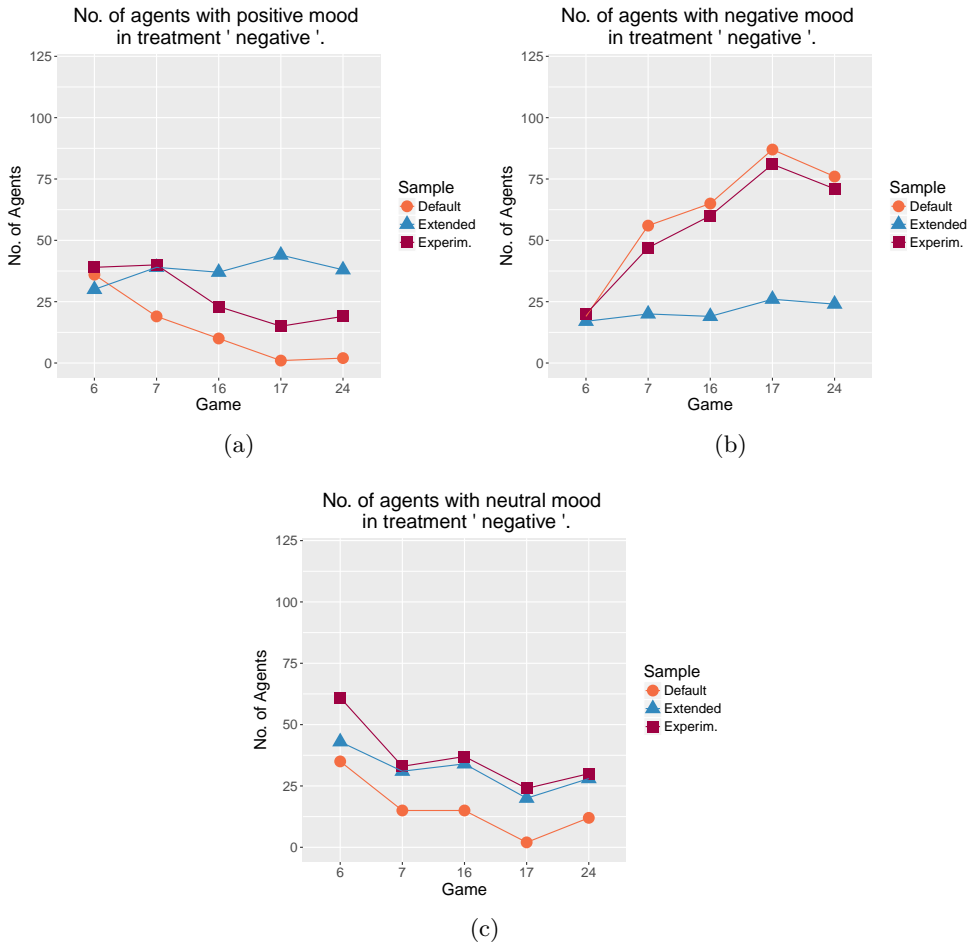 No. of agents with positive mood
in treatment ' negative '.
125
100
75
50
25
0
No. of Agents
6 7 16 17 24
Game
Sample
Default
Extended
Experim.
(a)
No. of agents with negative mood
in treatment ' negative '.
125
100
75
50
25
0
No. of Agents
6 7 16 17 24
Game
Sample
Default
Extended
Experim.
(b)
No. of agents with neutral mood
in treatment ' negative '.
125
100
75
50
25
0
No. of Agents
6 7 16 17 24
Game
Sample
Default
Extended
Experim.
(c)